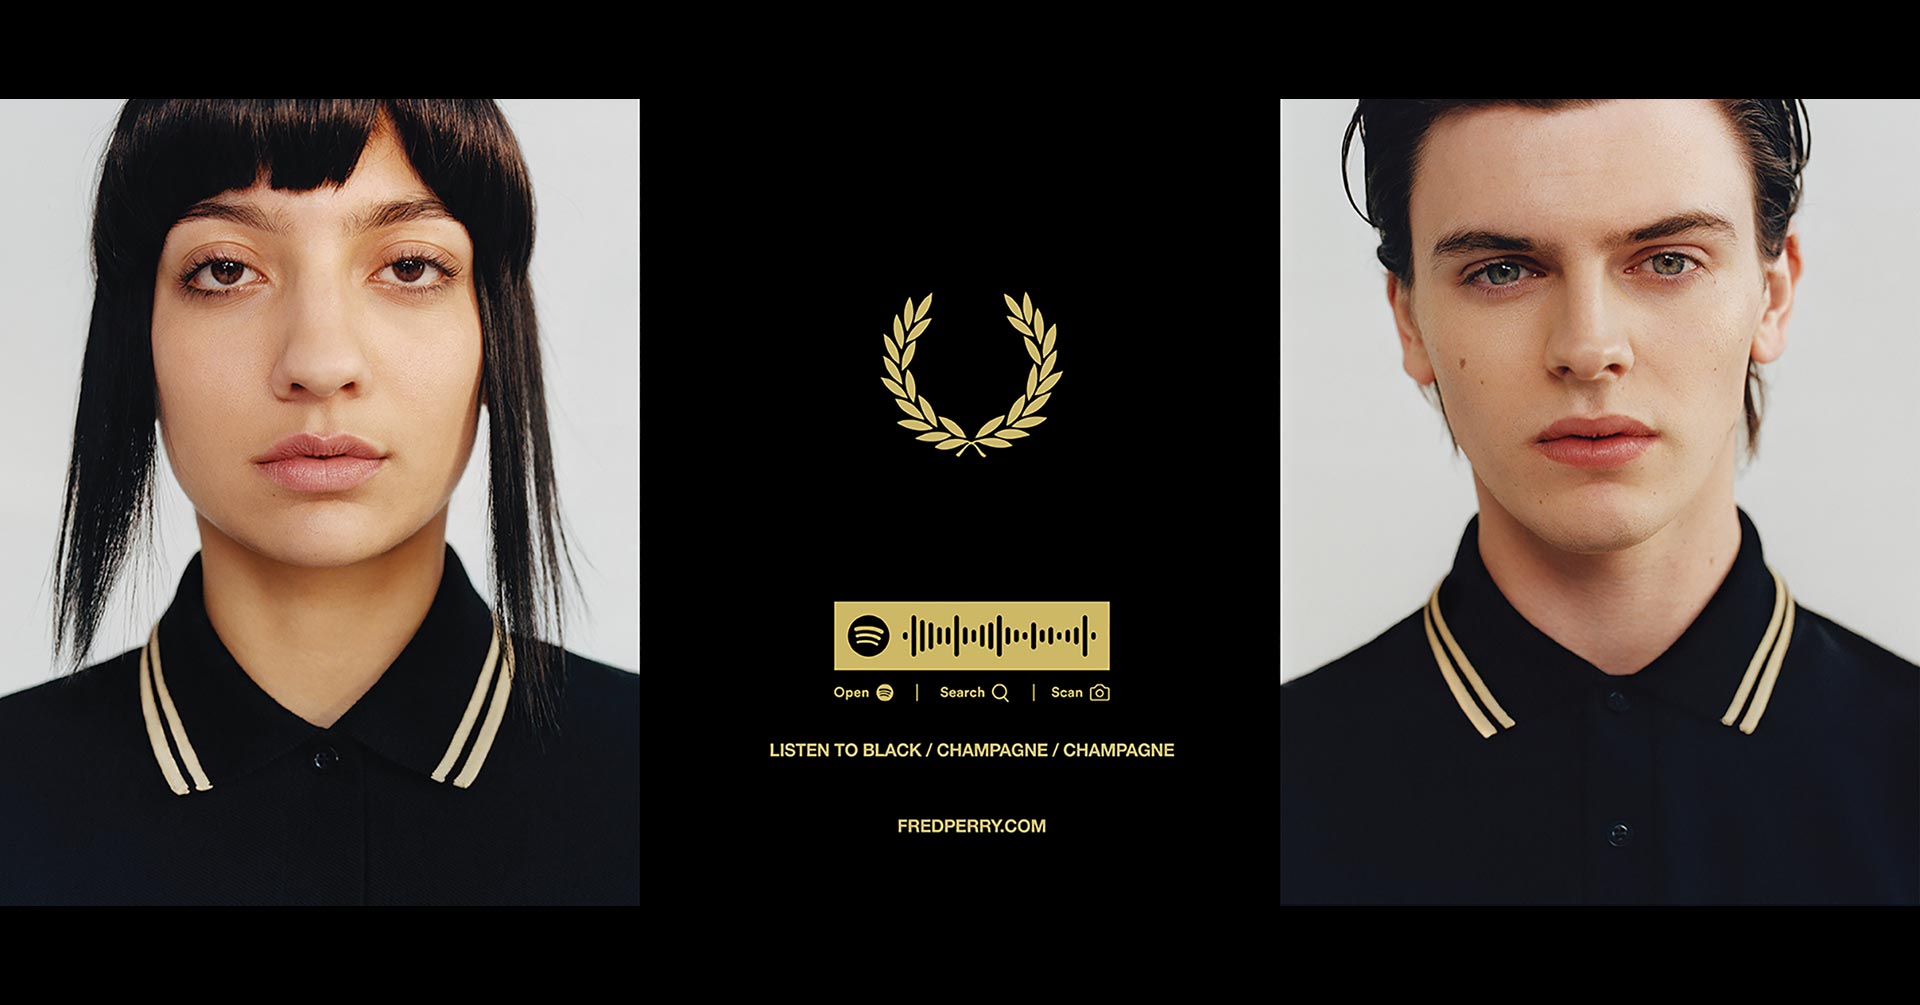 Open | Search | Scan
LISTEN TO BLACK / CHAMPAGNE / CHAMPAGNE
FREDPERRY.COM